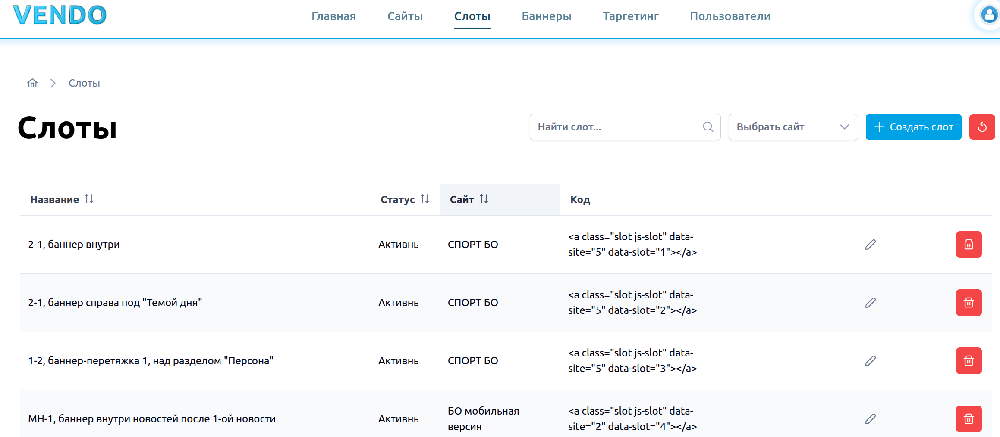 VENDO
Главная Сайты Слоты Баннеры Таргетинг Пользователи
Слоты
Слоты
Найти слот... Выбрать сайт Создать слот
Название Статус Сайт Код
2-1, баннер внутри Активнь СПОРТ БО <a class="slot js-slot" data-
site="5" data-slot="1"></a>
2-1, баннер справа под "Темой дня" Активнь СПОРТ БО <a class="slot js-slot" data-
site="5" data-slot="2"></a>
1-2, баннер-перетяжка 1, над разделом "Персона" Активнь СПОРТ БО <a class="slot js-slot" data-
site="5" data-slot="3"></a>
МН-1, баннер внутри новостей после 1-ой новости Активнь БО мобильная
версия
<a class="slot js-slot" data-
site="2" data-slot="4"></a>